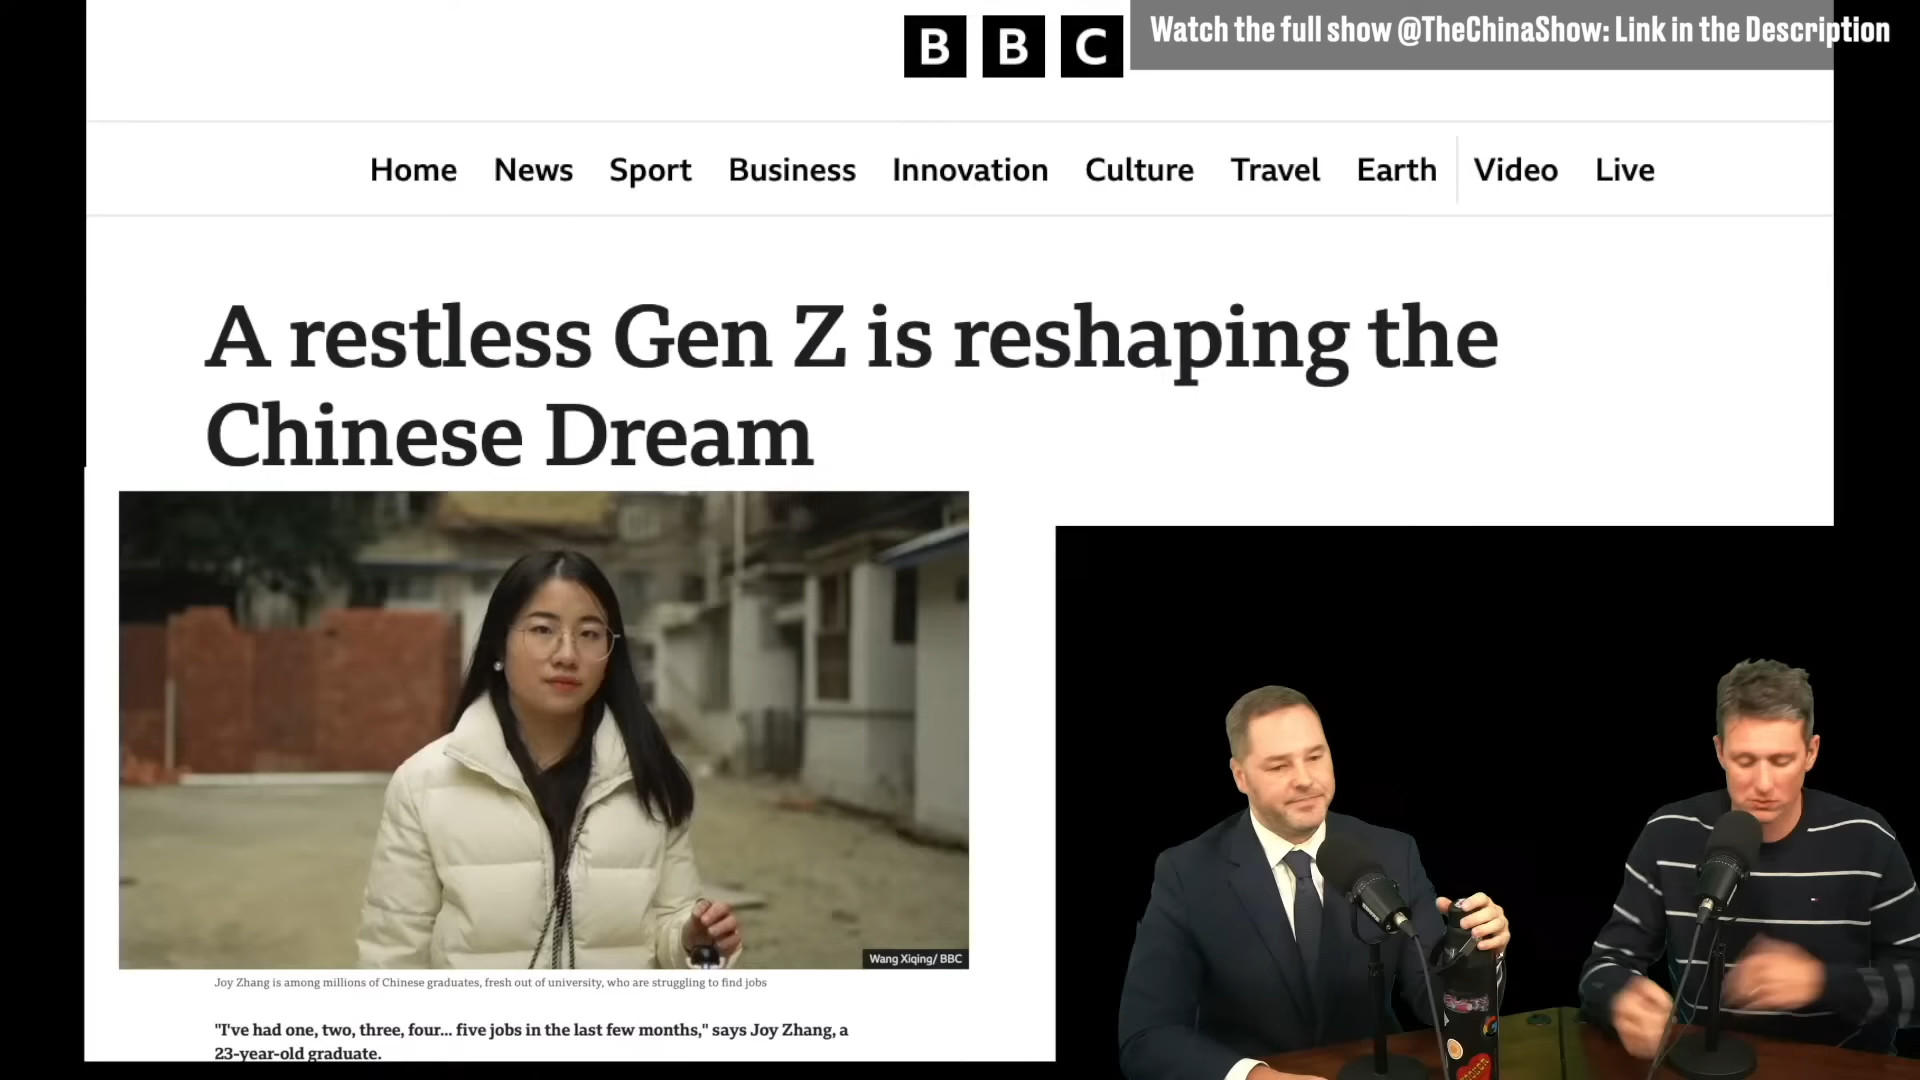 BBC
Watch the full show @TheChinaShow: Link in the Description
Home News Sport Business Innovation Culture Travel Earth Video Live
A restless Gen Z is reshaping the
Chinese Dream
Wang Xiqing/ BBC
Joy Zhang is among millions of Chinese graduates, fresh out of university, who are struggling to find jobs
"I've had one, two, three, four... five jobs in the last few months," says Joy Zhang, a
23-year-old graduate.